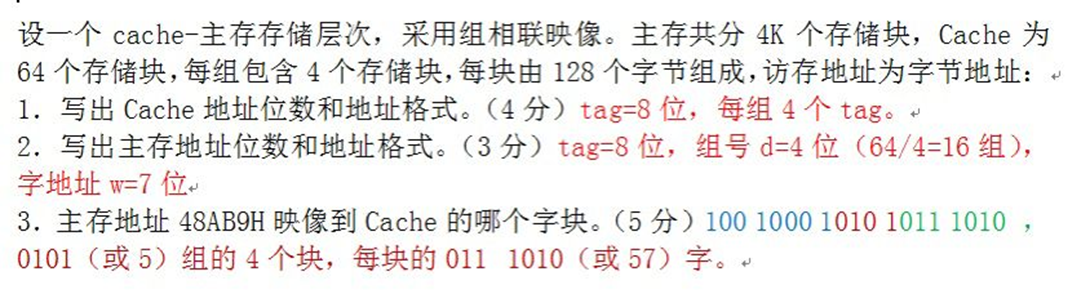 设一个 cache-主存存储层次，采用组相联映像。主存共分 4K 个存储块，Cache 为
64 个存储块，每组包含 4 个存储块，每块由 128 个字节组成，访存地址为字节地址：
1．写出 Cache 地址位数和地址格式。（4 分）tag=8 位，每组 4 个 tag。
2．写出主存地址位数和地址格式。（3 分）tag=8 位，组号 d=4 位（64/4=16 组），
字地址 w=7 位
3．主存地址 48AB9H 映像到 Cache 的哪个字块。（5 分）100 1000 1010 1011 1010 ，
0101（或 5）组的 4 个块，每块的 011 1010（或 57）字。